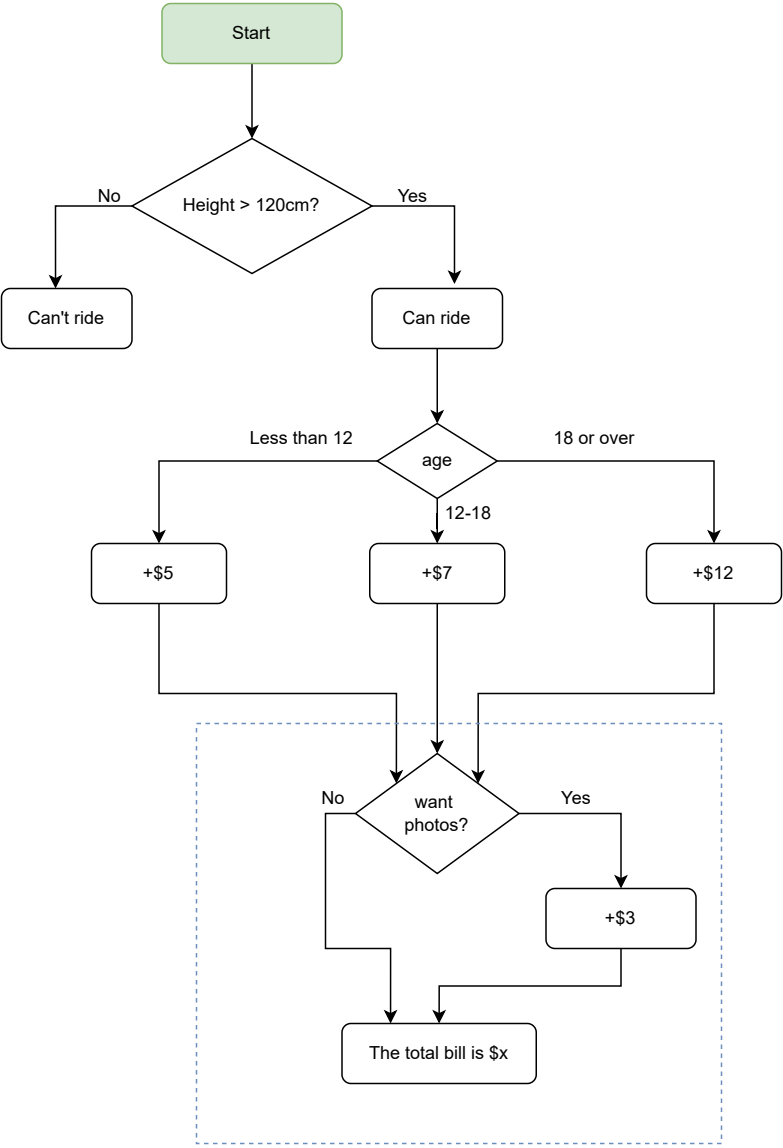 Start
No
Height > 120cm?
Yes
Can't ride
Can ride
Less than 12
age
18 or over
12-18
+$5
+$7
+$12
No
want
photos?
Yes
+$3
The total bill is $x